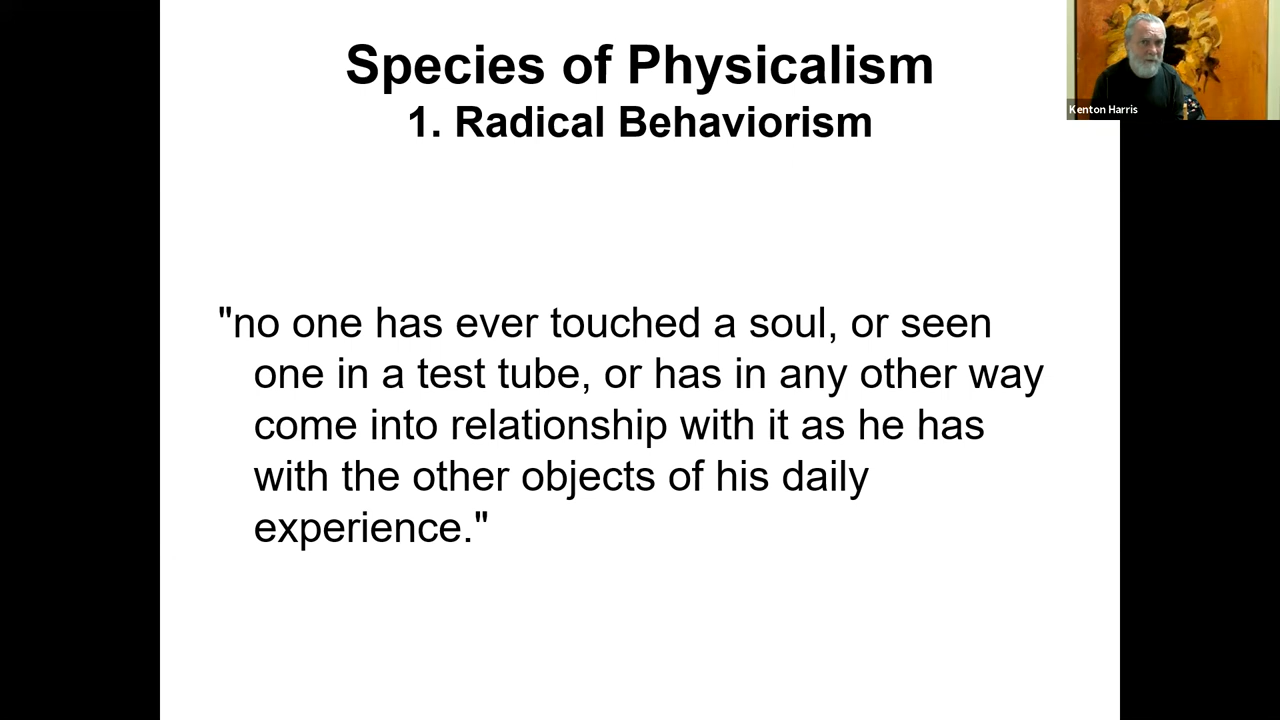 Species of Physicalism
1. Radical Behaviorism
Kenton Harris
"no one has ever touched a soul, or seen
one in a test tube, or has in any other way
come into relationship with it as he has
with the other objects of his daily
experience."